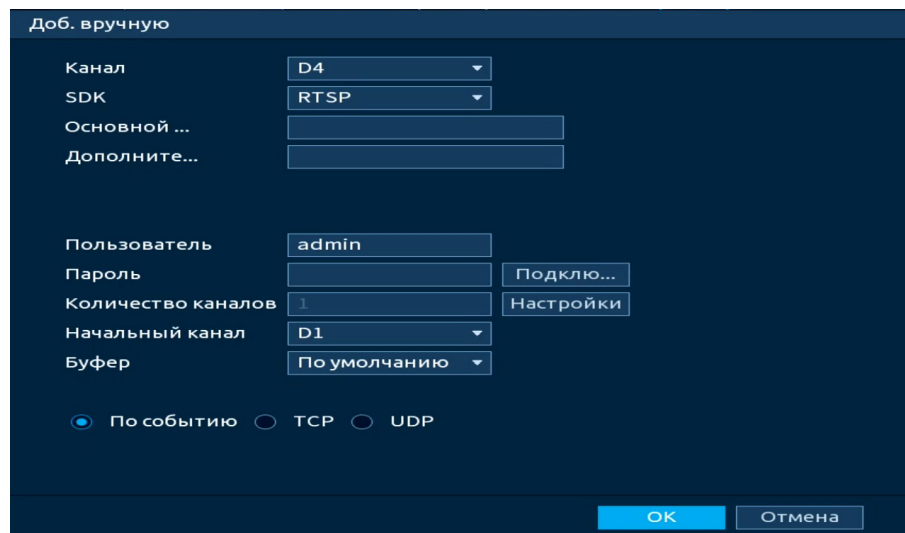 Доб. вручную
Канал D4
SDK RTSP
Основной ...
Дополните...
Пользователь admin
Пароль Подклю...
Количество каналов 1 Настройки
Начальный канал D1
Буфер По умолчанию
По событию TCP UDP
OK Отмена